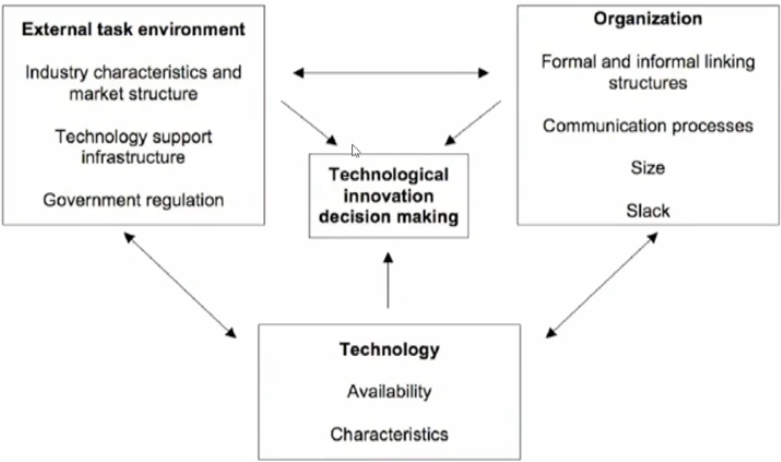 External task environment
Industry characteristics and
market structure
Technology support
infrastructure
Government regulation
Organization
Formal and informal linking
structures
Communication processes
Size
Slack
Technological
innovation
decision making
Technology
Availability
Characteristics